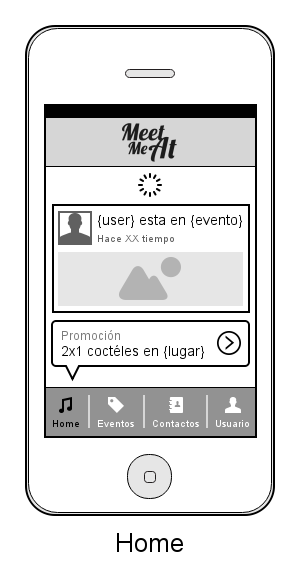 Meet
Me At
{user} esta en {evento}
Hace XX tiempo
Promoción
2x1 coctéles en {lugar}
Home Eventos Contactos Usuario
Home